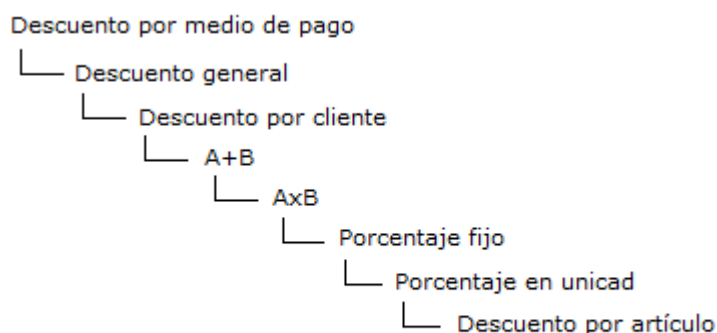 Descuento por medio de pago
Descuento general
Descuento por cliente
A+B
AxB
Porcentaje fijo
Porcentaje en unicad
Descuento por artículo